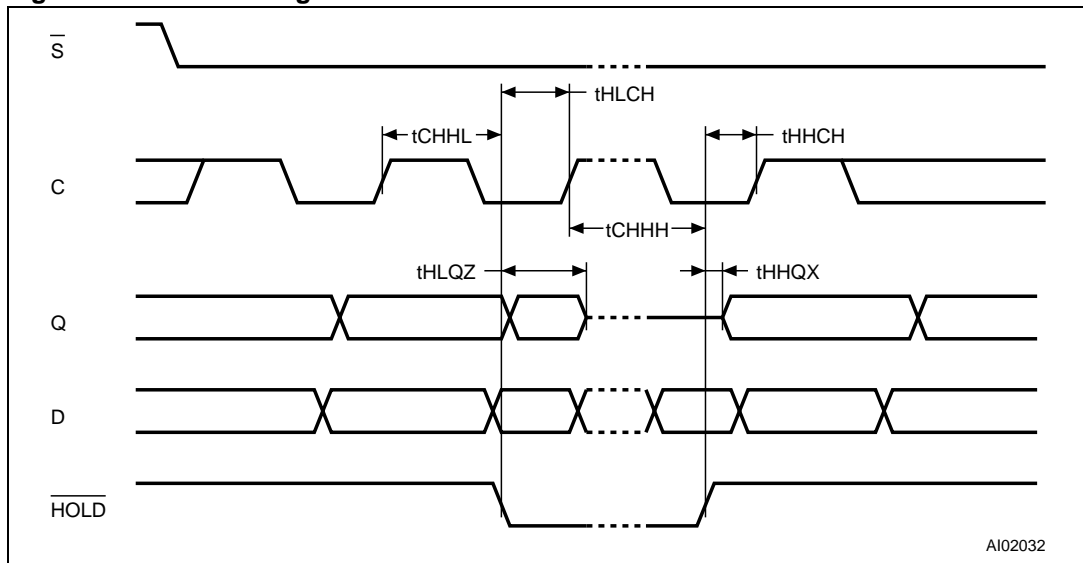 S
tHLCH
tCHHL
tHHCH
C
tCHHH
tHLQZ
tHHQX
Q
D
HOLD
AI02032